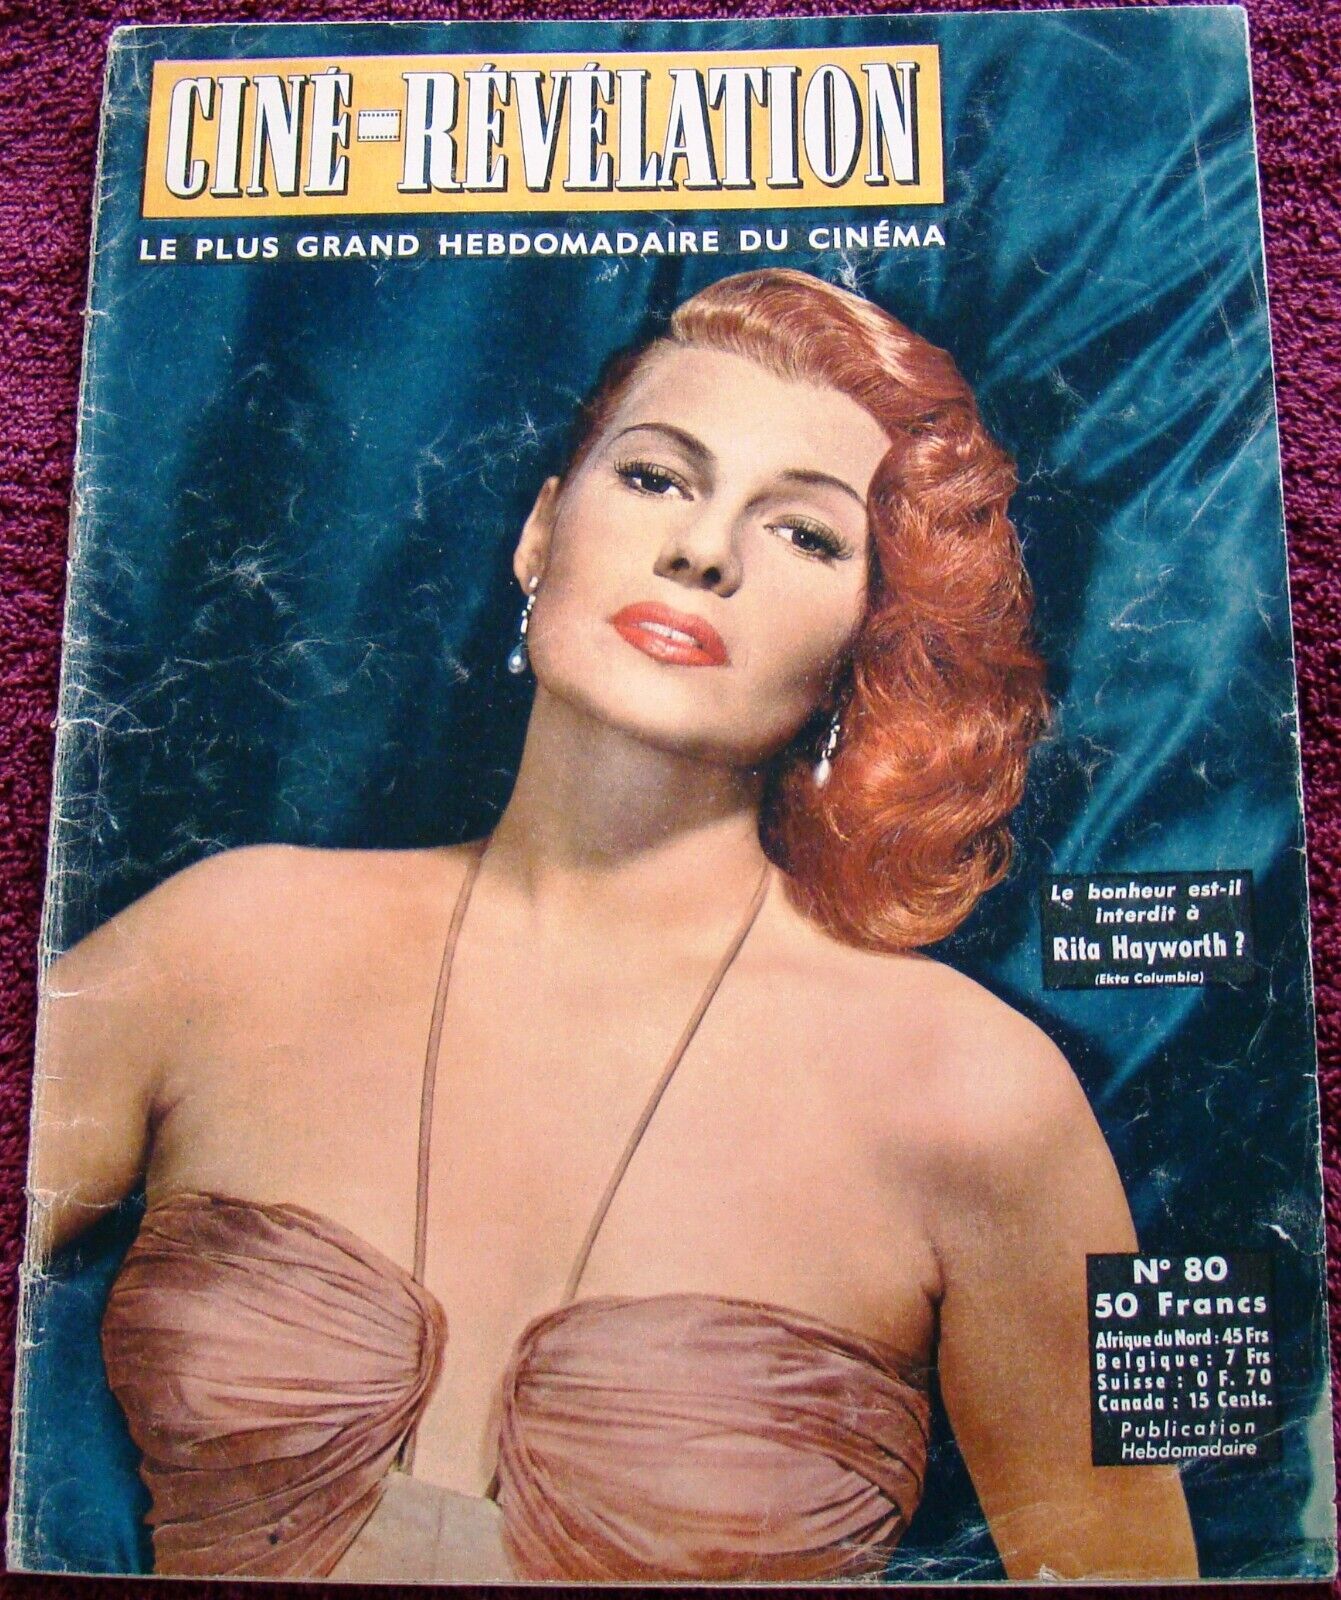 CINÉ-RÉVÉLATION
LE PLUS GRAND HEBDOMADAIRE DU CINÉMA
Le bonheur est-il
interdit à
Rita Hayworth ?
(Ekta Columbia)
N° 80
50 Francs
Afrique du Nord : 45 Frs
Belgique : 7 Frs
Suisse : 0 F. 70
Canada : 15 Cents.
Publication
Hebdomadaire